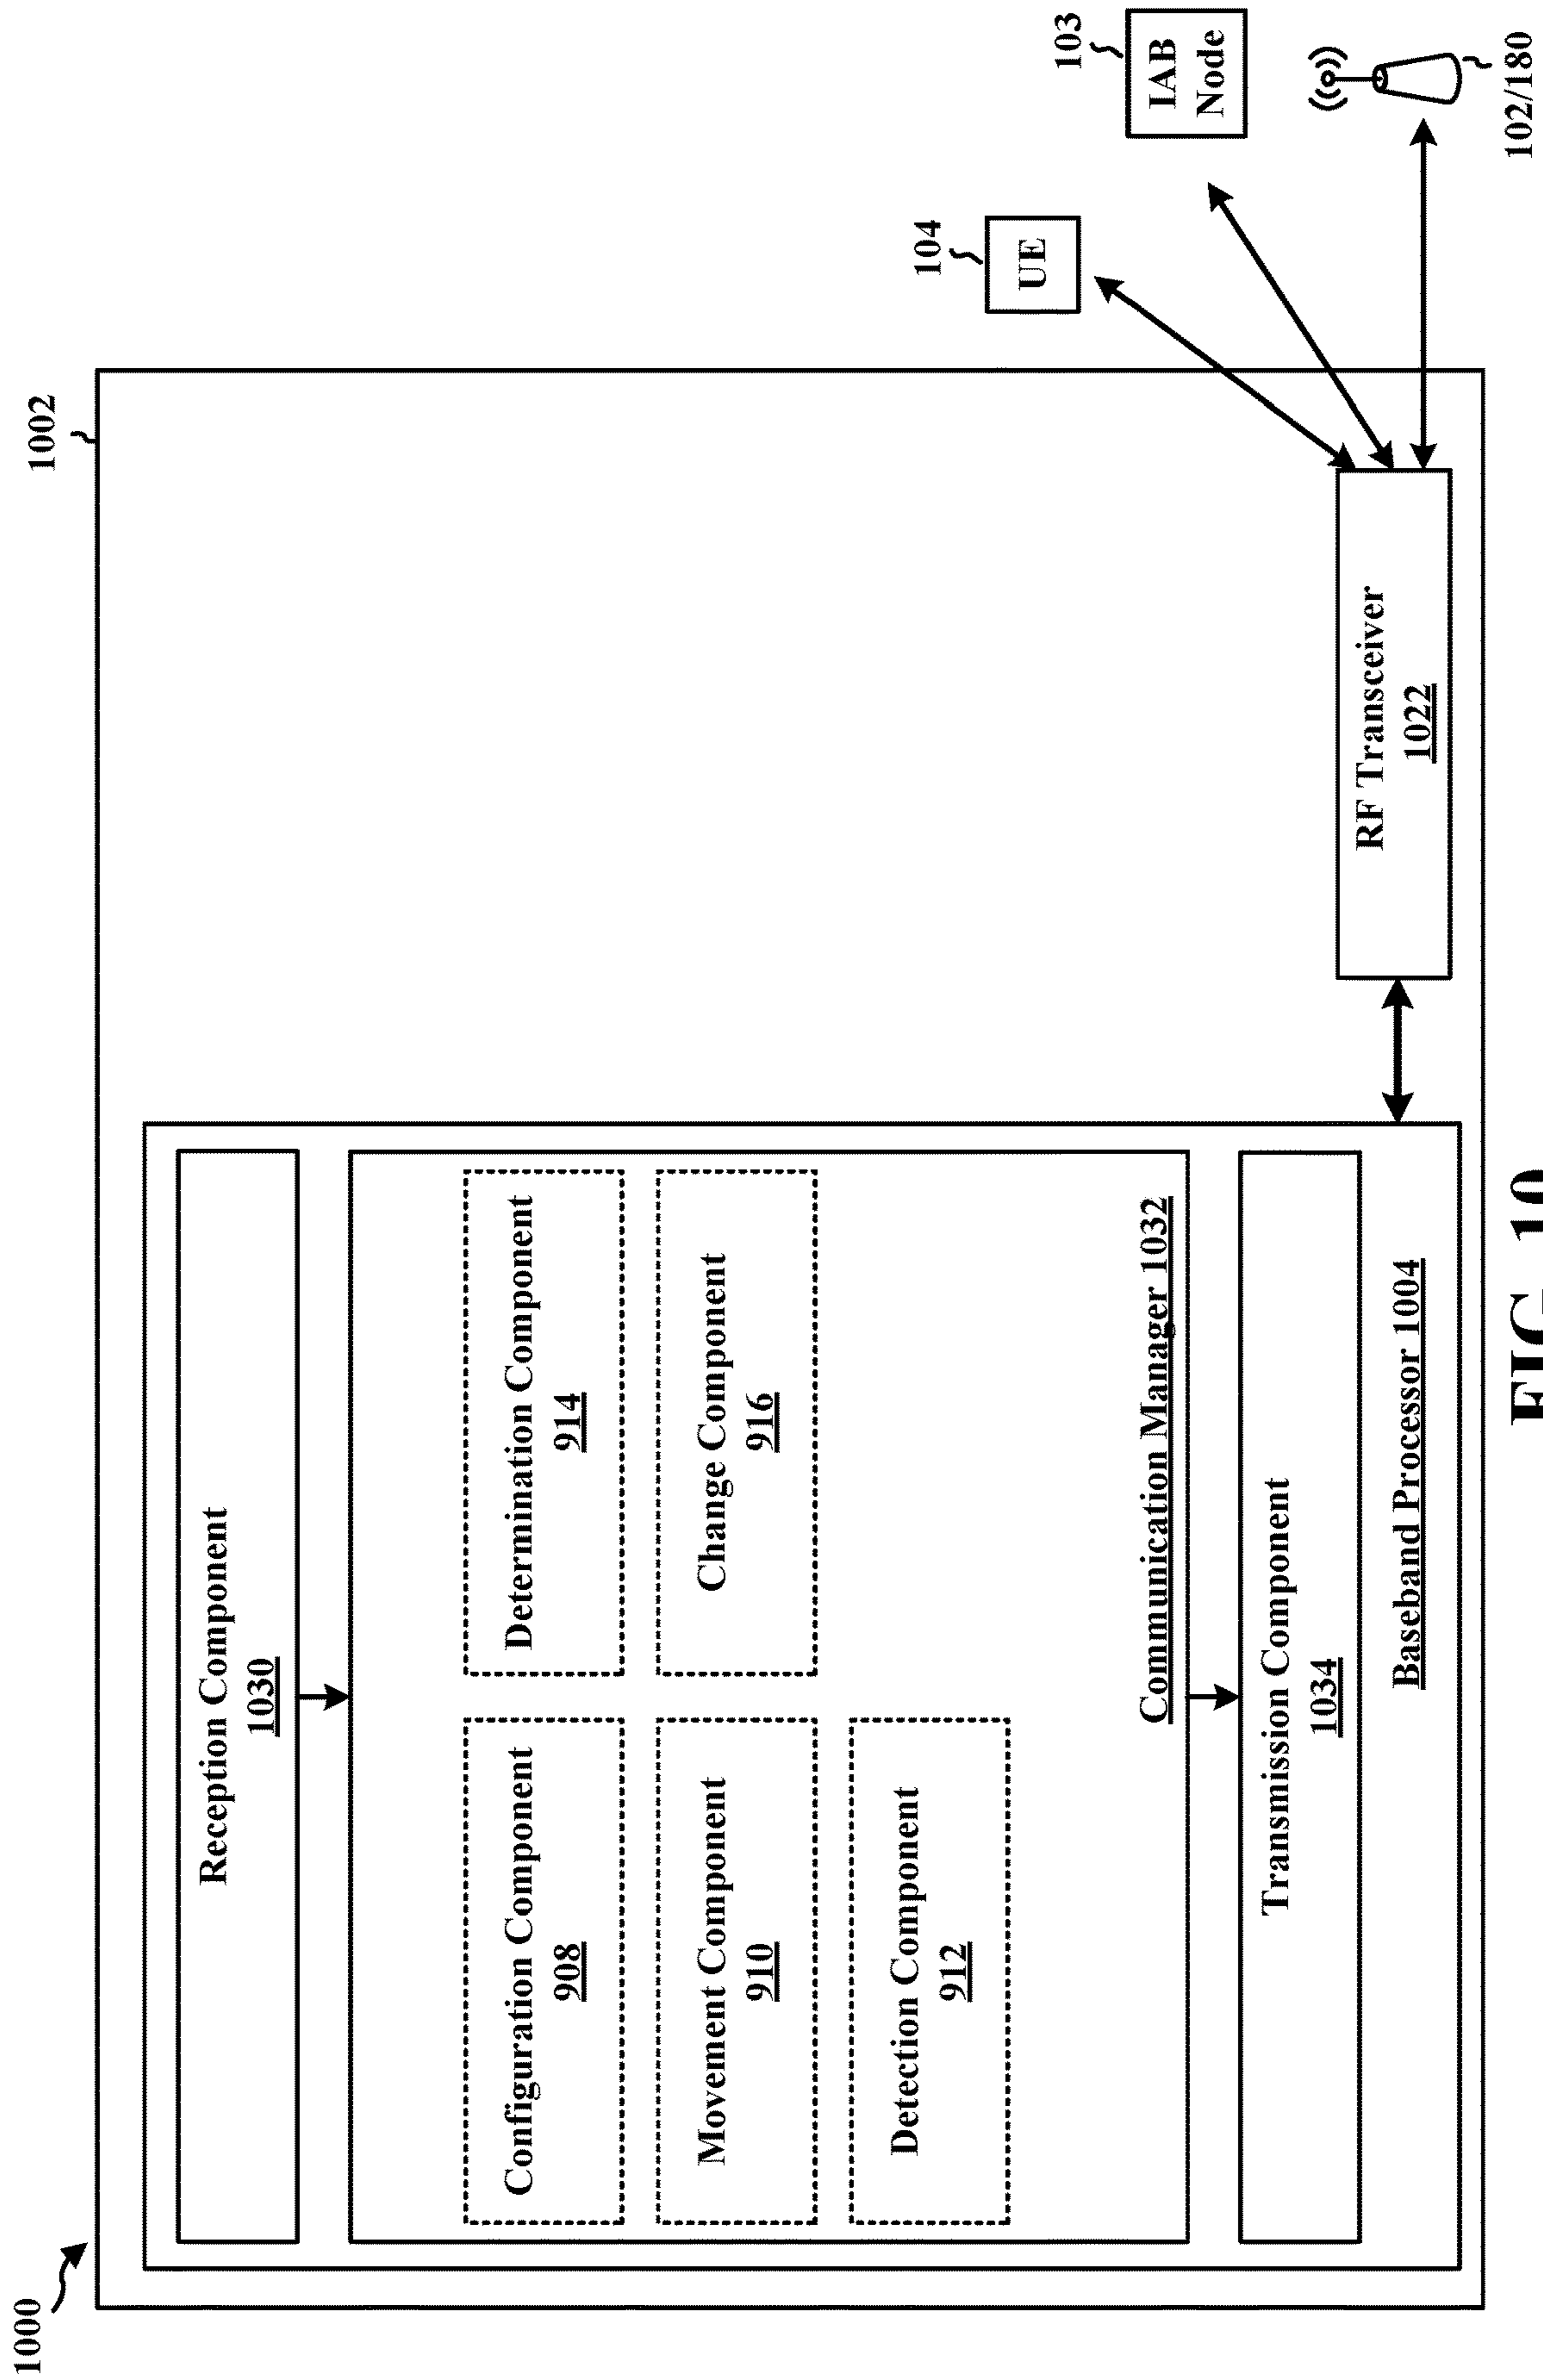 1000
1002
Reception Component
1030
Configuration Component
908
Determination Component
914
Movement Component
910
Change Component
916
Detection Component
912
Communication Manager 1032
Transmission Component
1034
Baseband Processor 1004
RF Transceiver
1022
104
UE
103
IAB
Node
102/180
FIG. 10